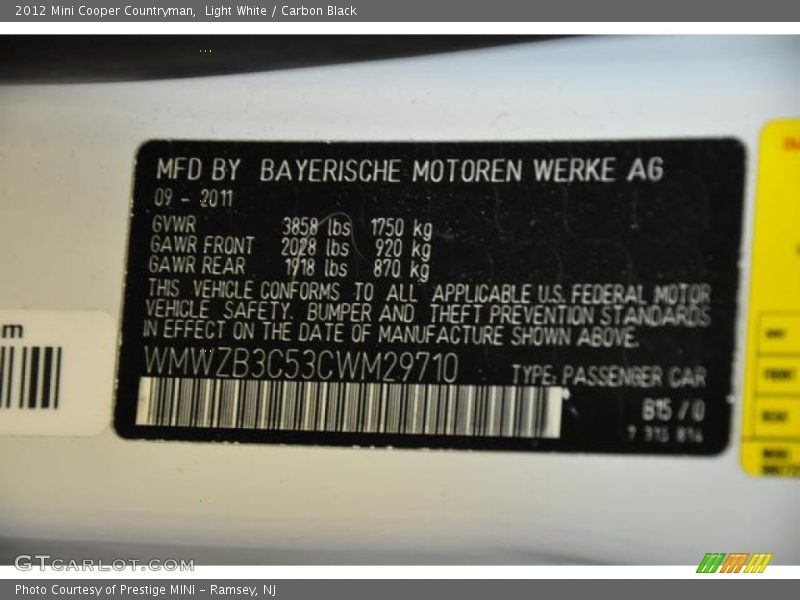 2012 Mini Cooper Countryman, Light White / Carbon Black
MFD BY BAYERISCHE MOTOREN WERKE AG
09 - 2011
GVWR 3858 lbs 1750 kg
GAWR FRONT 2028 lbs 920 kg
GAWR REAR 1918 lbs 870 kg
THIS VEHICLE CONFORMS TO ALL APPLICABLE U.S. FEDERAL MOTOR
VEHICLE SAFETY, BUMPER AND THEFT PREVENTION STANDARDS
IN EFFECT ON THE DATE OF MANUFACTURE SHOWN ABOVE.
WMWZB3C53CWM29710
TYPE: PASSENGER CAR
B15 / 0
7 315 814
m
GTCARLOT.COM
Photo Courtesy of Prestige MINI - Ramsey, NJ